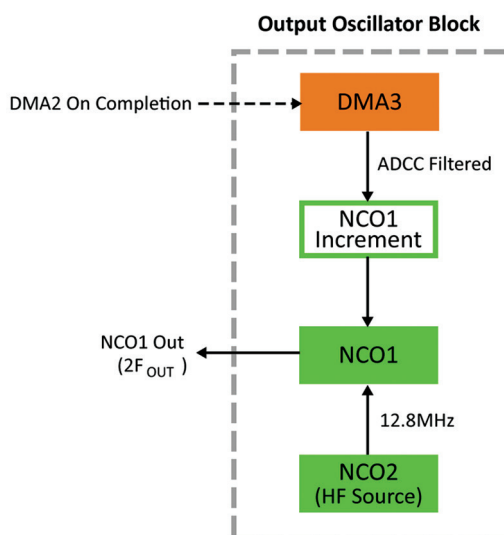 Output Oscillator Block
DMA2 On Completion
DMA3
ADCC Filtered
NCO1
Increment
NCO1 Out
(2FOUT)
NCO1
12.8MHz
NCO2
(HF Source)